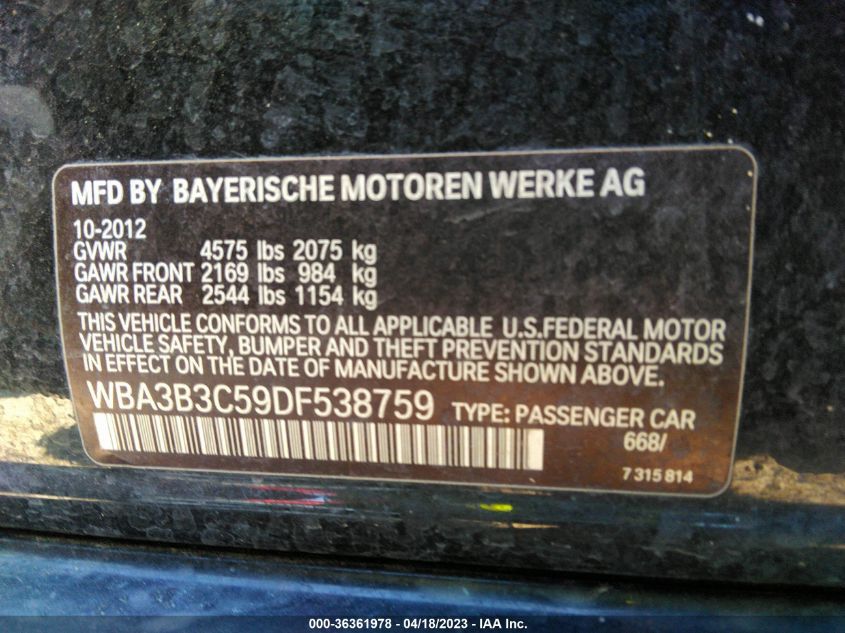 MFD BY BAYERISCHE MOTOREN WERKE AG
10-2012
GVWR 4575 lbs 2075 kg
GAWR FRONT 2169 lbs 984 kg
GAWR REAR 2544 lbs 1154 kg
THIS VEHICLE CONFORMS TO ALL APPLICABLE U.S.FEDERAL MOTOR
VEHICLE SAFETY, BUMPER AND THEFT PREVENTION STANDARDS
IN EFFECT ON THE DATE OF MANUFACTURE SHOWN ABOVE.
WBA3B3C59DF538759 TYPE: PASSENGER CAR
668/
7 315 814
000-36361978 - 04/18/2023 - IAA Inc.